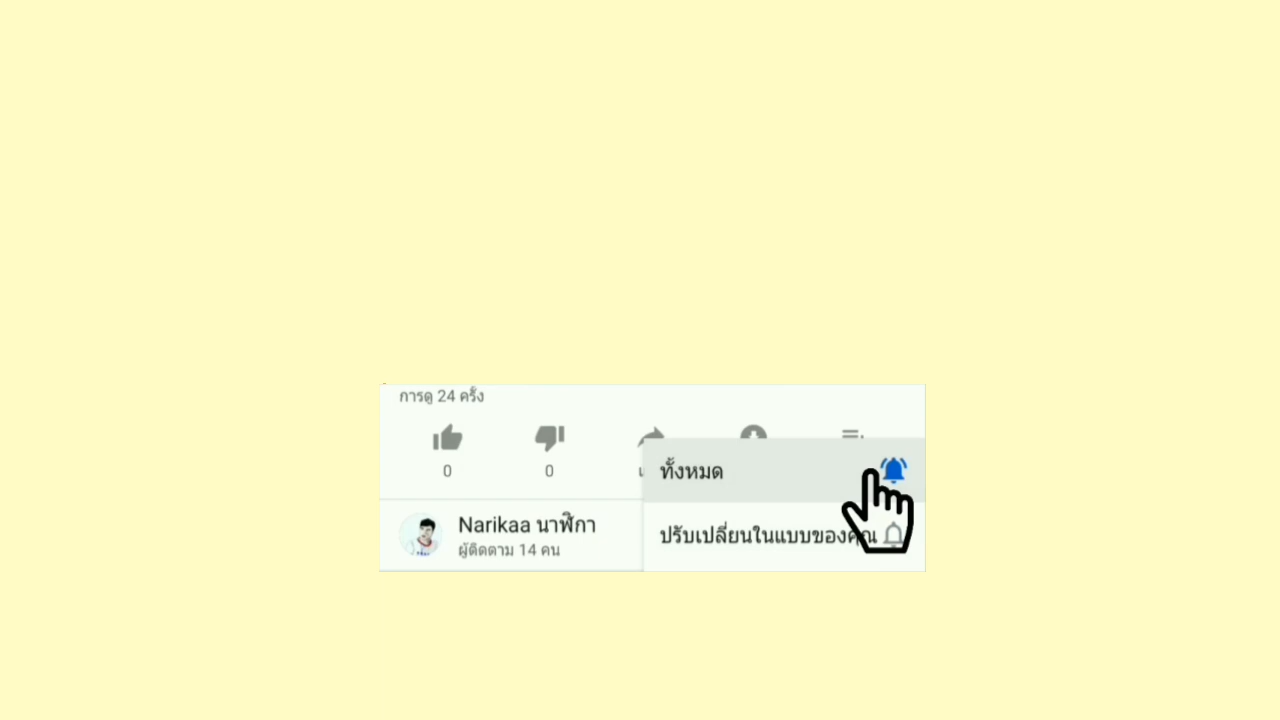 การดู 24 ครั้ง
0
0
ทั้งหมด
Narikaa นาฬิกา
ผู้ติดตาม 14 คน
ปรับเปลี่ยนในแบบของคุณ